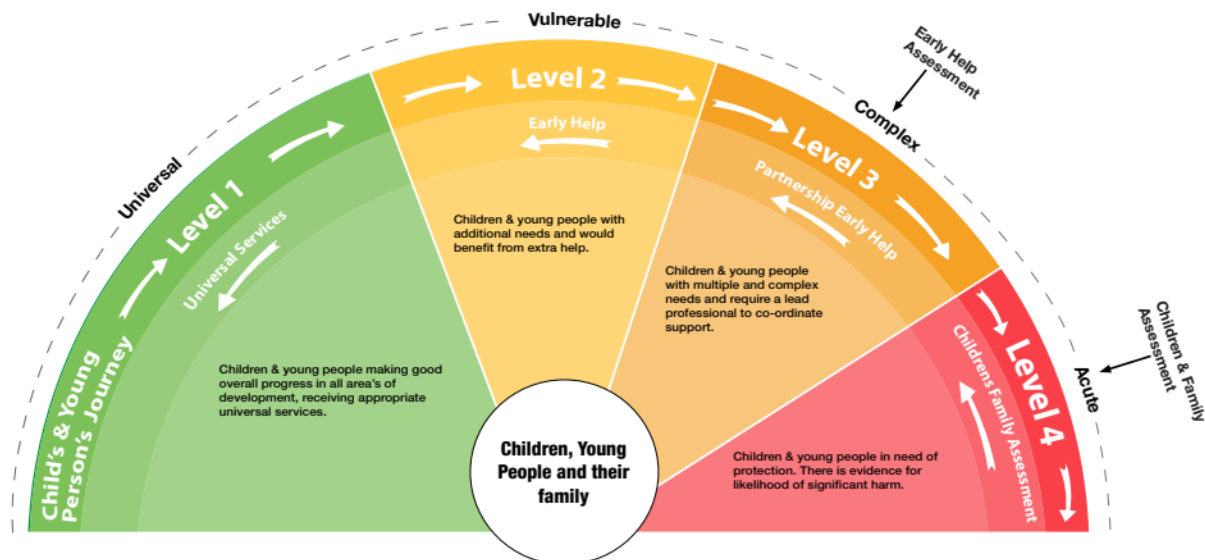 Vulnerable
Early Help
Assessment
Complex
Universal
Acute
Children & Family
Assessment
Child's & Young
Person's Journey
Level 1
Universal Services
Children & young people making good
overall progress in all area's of
development, receiving appropriate
universal services.
Level 2
Early Help
Children & young people with
additional needs and would
benefit from extra help.
Level 3
Partnership Early Help
Children & young people
with multiple and complex
needs and require a lead
professional to co-ordinate
support.
Level 4
Childrens Family Assessment
Children & young people in need of
protection. There is evidence for
likelihood of significant harm.
Children, Young
People and their
family